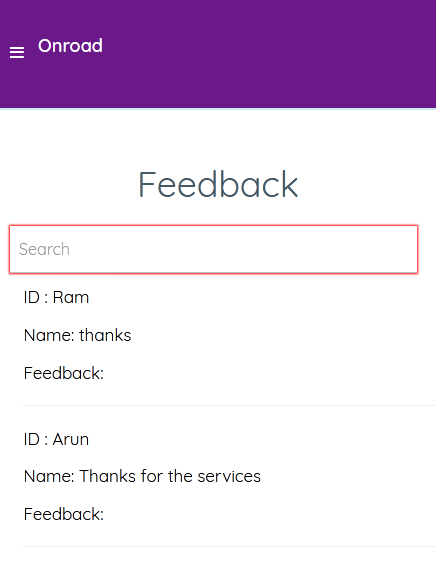 Onroad
Feedback
Search
ID : Ram
Name: thanks
Feedback:
ID : Arun
Name: Thanks for the services
Feedback: